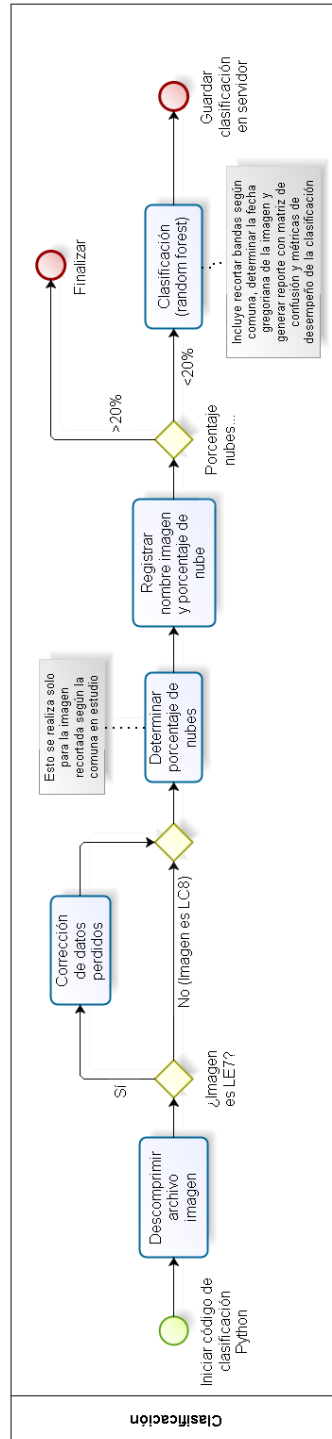 Clasificación
Iniciar código de
clasificación
Python
Descomprimir
archivo
imagen
¿Imagen
es LE7?
Sí
No (Imagen es LC8)
Corrección
de datos
perdidos
Esto se realiza solo
para la imagen
recortada según la
comuna en estudio
Determinar
porcentaje de
nubes
Registrar
nombre imagen
y porcentaje de
nube
Porcentaje
nubes...
>20%
<20%
Finalizar
Clasificación
(random forest)
Incluye recortar bandas según
comuna, determinar la fecha
gregoriana de la imagen y
generar reporte con matriz de
confusión y métricas de
desempeño de la clasificación
Guardar
clasificación
en servidor